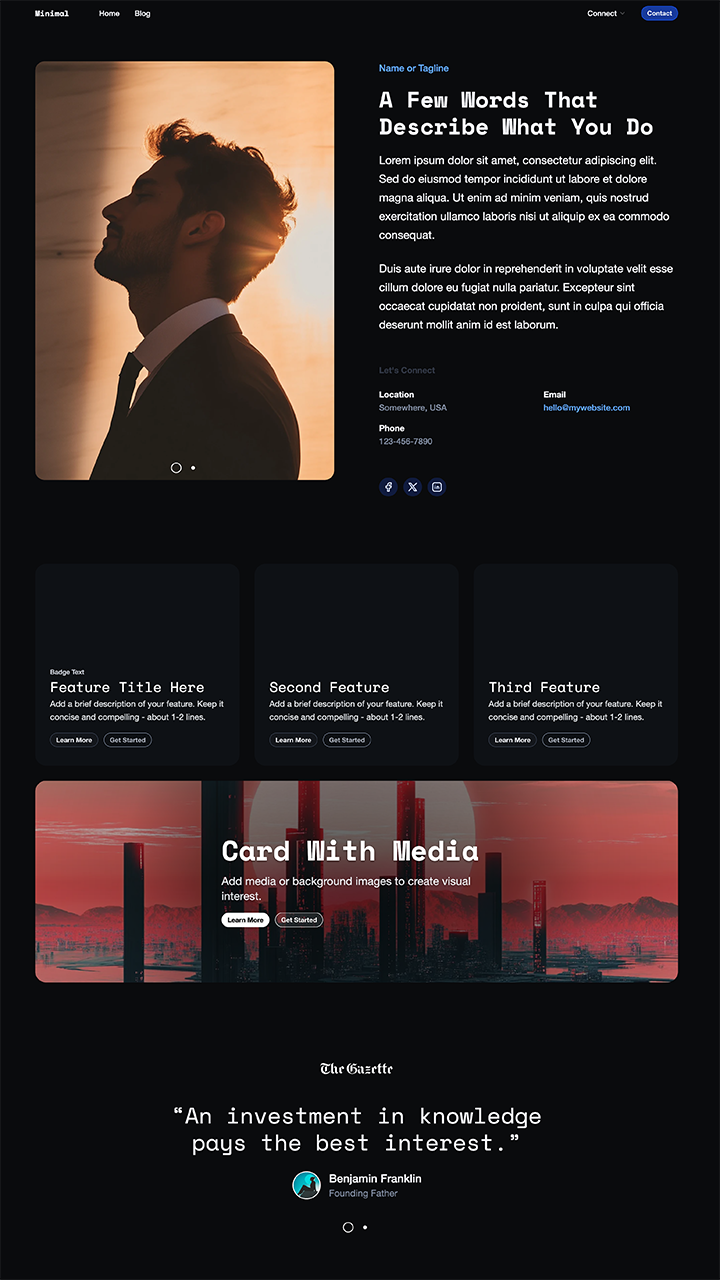 Minimal
Home
Blog
Connect
Contact
Name or Tagline
A Few Words That
Describe What You Do
Lorem ipsum dolor sit amet, consectetur adipiscing elit.
Sed do eiusmod tempor incididunt ut labore et dolore
magna aliqua. Ut enim ad minim veniam, quis nostrud
exercitation ullamco laboris nisi ut aliquip ex ea commodo
consequat.
Duis aute irure dolor in reprehenderit in voluptate velit esse
cillum dolore eu fugiat nulla pariatur. Excepteur sint
occaecat cupidatat non proident, sunt in culpa qui officia
deserunt mollit anim id est laborum.
Let's Connect
Location
Somewhere, USA
Email
hello@mywebsite.com
Phone
123-456-7890
Badge Text
Feature Title Here
Add a brief description of your feature. Keep it
concise and compelling - about 1-2 lines.
Learn More
Get Started
Second Feature
Add a brief description of your feature. Keep it
concise and compelling - about 1-2 lines.
Learn More
Get Started
Third Feature
Add a brief description of your feature. Keep it
concise and compelling - about 1-2 lines.
Learn More
Get Started
Card With Media
Add media or background images to create visual
interest.
Learn More
Get Started
The Gazette
“An investment in knowledge
pays the best interest.”
Benjamin Franklin
Founding Father